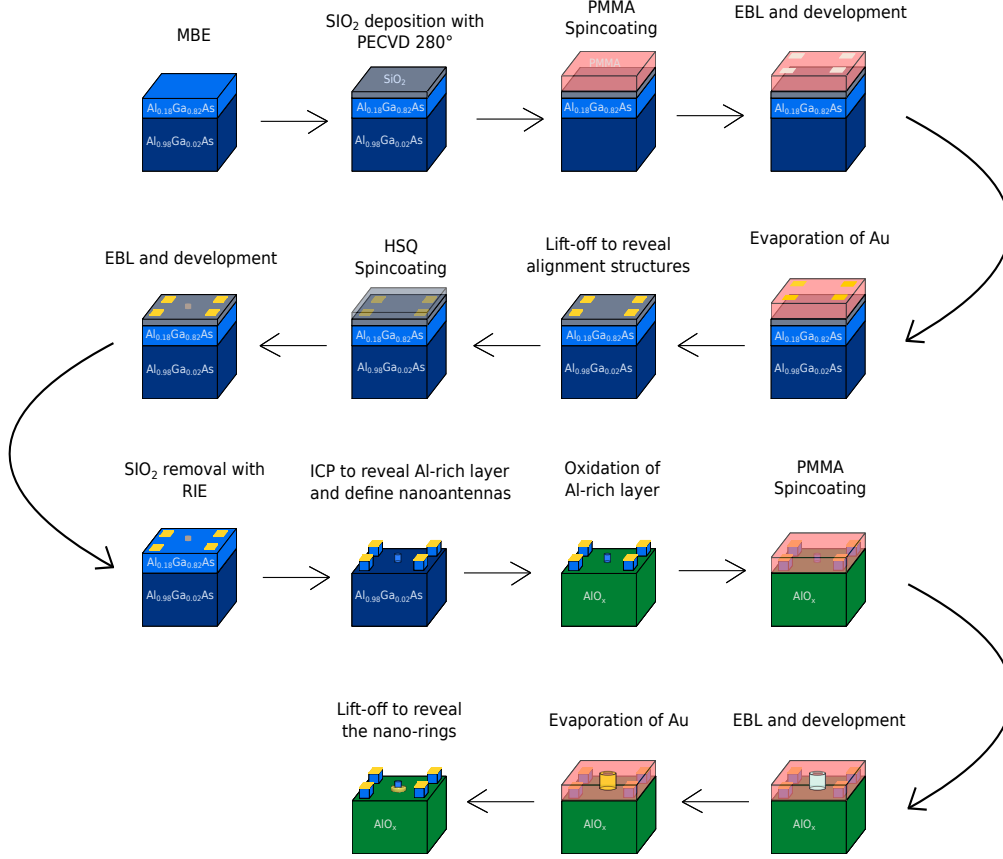 MBE
SIO₂ deposition with
PECVD 280°
PMMA
Spincoating
EBL and development
SiO₂
PMMA
Al₀.₁₈Ga₀.₈₂As
Al₀.₁₈Ga₀.₈₂As
Al₀.₁₈Ga₀.₈₂As
Al₀.₁₈Ga₀.₈₂As
Al₀.₉₈Ga₀.₀₂As
Al₀.₉₈Ga₀.₀₂As
EBL and development
HSQ
Spincoating
Lift-off to reveal
alignment structures
Evaporation of Au
Al₀.₁₈Ga₀.₈₂As
Al₀.₁₈Ga₀.₈₂As
Al₀.₁₈Ga₀.₈₂As
Al₀.₁₈Ga₀.₈₂As
Al₀.₉₈Ga₀.₀₂As
Al₀.₉₈Ga₀.₀₂As
Al₀.₉₈Ga₀.₀₂As
Al₀.₉₈Ga₀.₀₂As
SIO₂ removal with
RIE
ICP to reveal Al-rich layer
and define nanoantennas
Oxidation of
Al-rich layer
PMMA
Spincoating
Al₀.₁₈Ga₀.₈₂As
Al₀.₉₈Ga₀.₀₂As
Al₀.₉₈Ga₀.₀₂As
AlOₓ
AlOₓ
Lift-off to reveal
the nano-rings
Evaporation of Au
EBL and development
AlOₓ
AlOₓ
AlOₓ